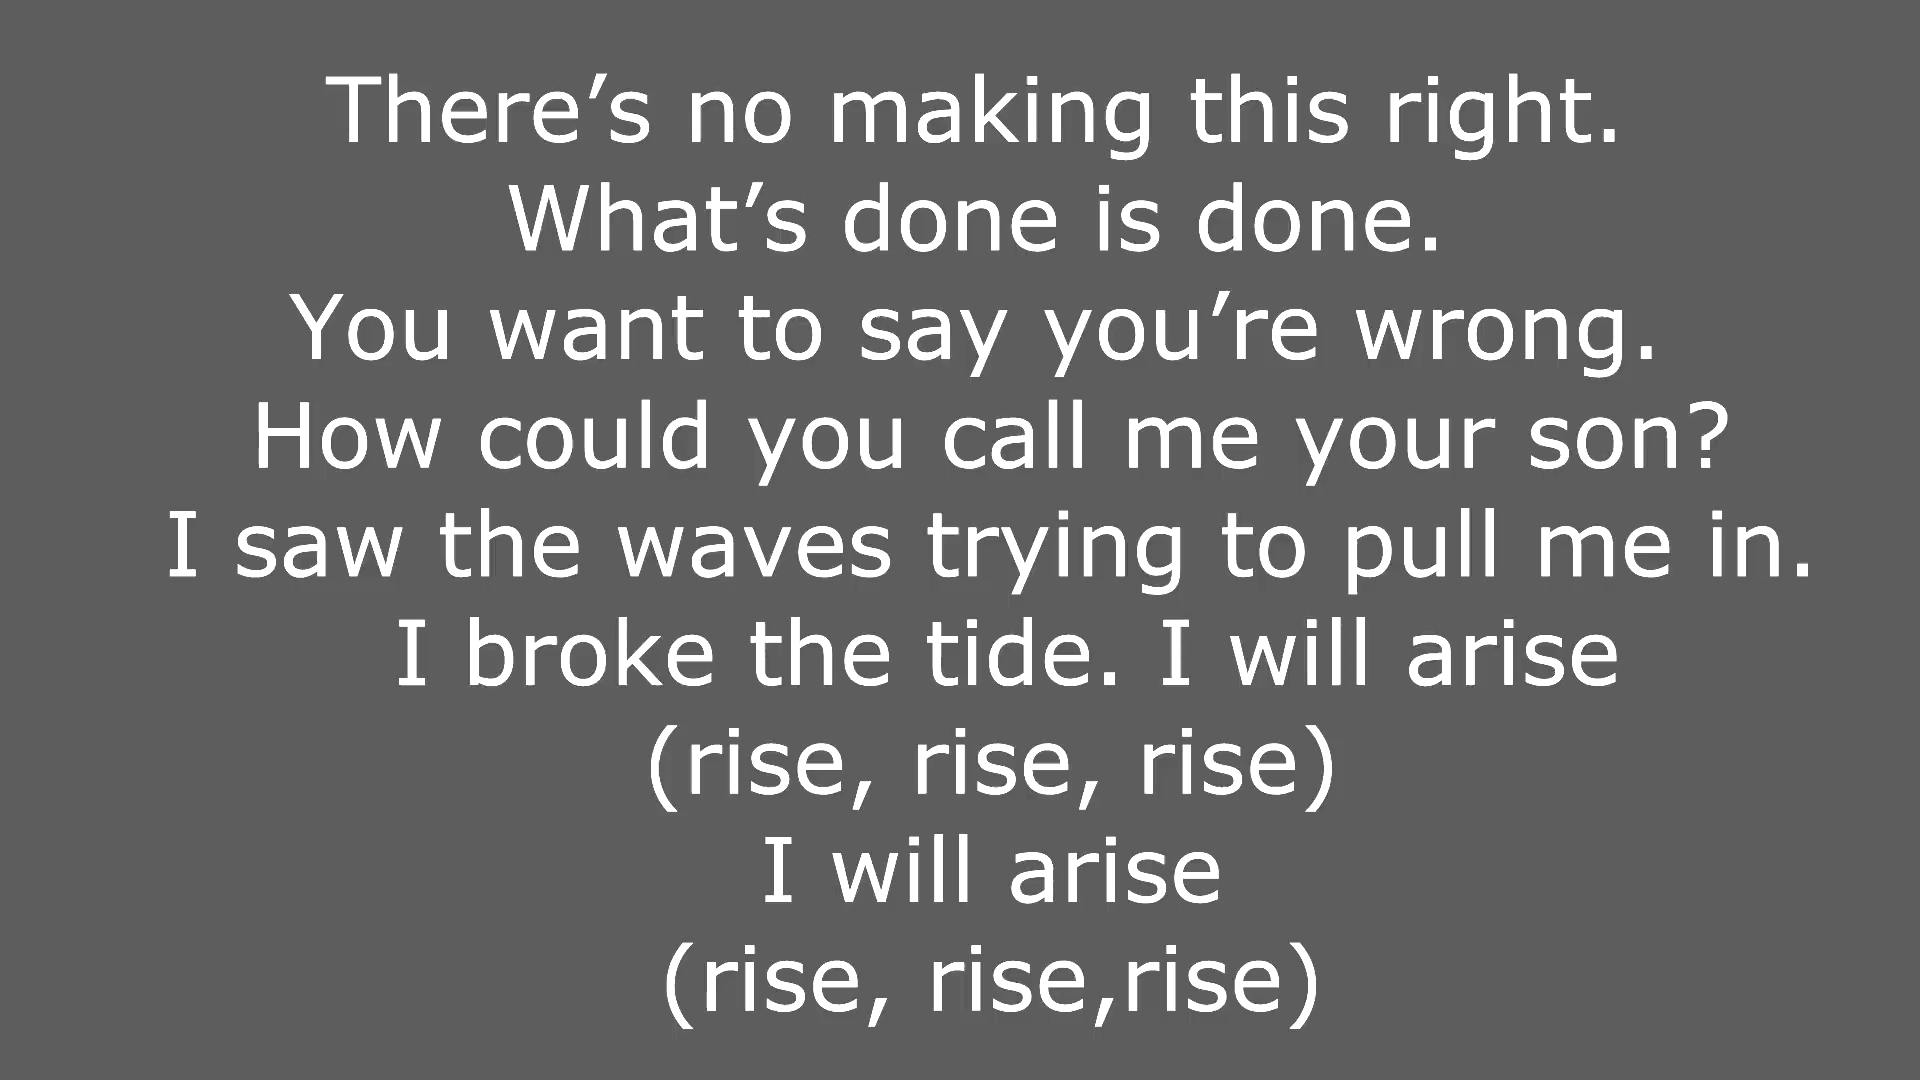 There’s no making this right.
What’s done is done.
You want to say you’re wrong.
How could you call me your son?
I saw the waves trying to pull me in.
I broke the tide. I will arise
(rise, rise, rise)
I will arise
(rise, rise,rise)